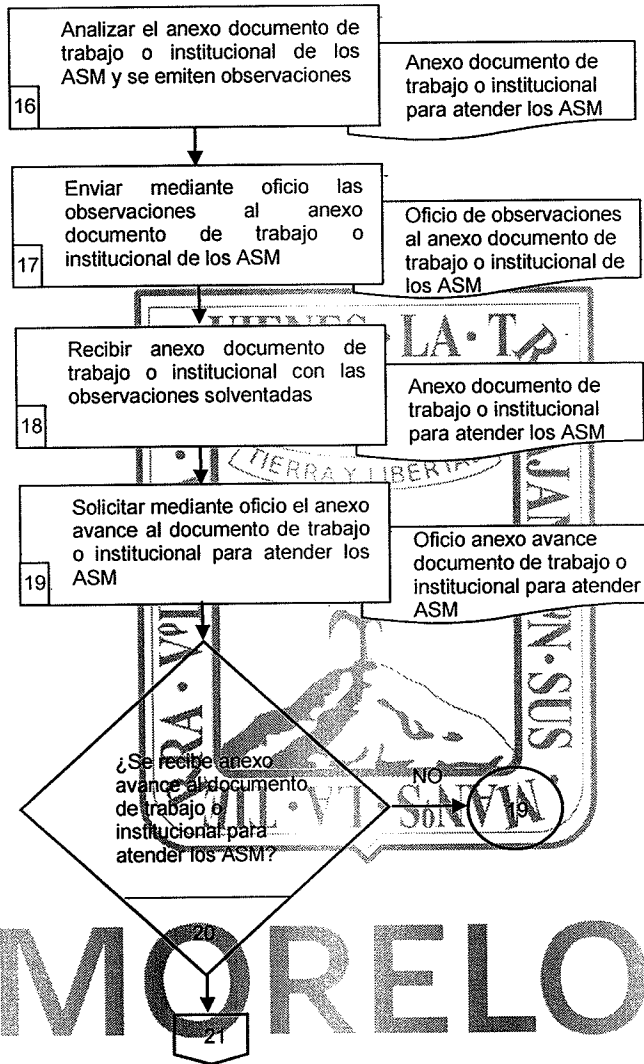 Analizar el anexo documento de
trabajo o institucional de los
ASM y se emiten observaciones
16
Anexo documento de
trabajo o institucional
para atender los ASM
Enviar mediante oficio las
observaciones al anexo
documento de trabajo o
institucional de los ASM
17
Oficio de observaciones
al anexo documento de
trabajo o institucional de
los ASM
VIENES · LA · TR
Recibir anexo documento de
trabajo o institucional con las
observaciones solventadas
18
Anexo documento de
trabajo o institucional
para atender los ASM
TIERRA Y LIBERTAD
Solicitar mediante oficio el anexo
avance al documento de trabajo
o institucional para atender los
ASM
19
Oficio anexo avance
documento de trabajo o
institucional para atender
ASM
¿Se recibe anexo
avance al documento
de trabajo o
institucional para
atender los ASM?
20
NO
19
SUS
MANOS · LA
21
MORELO